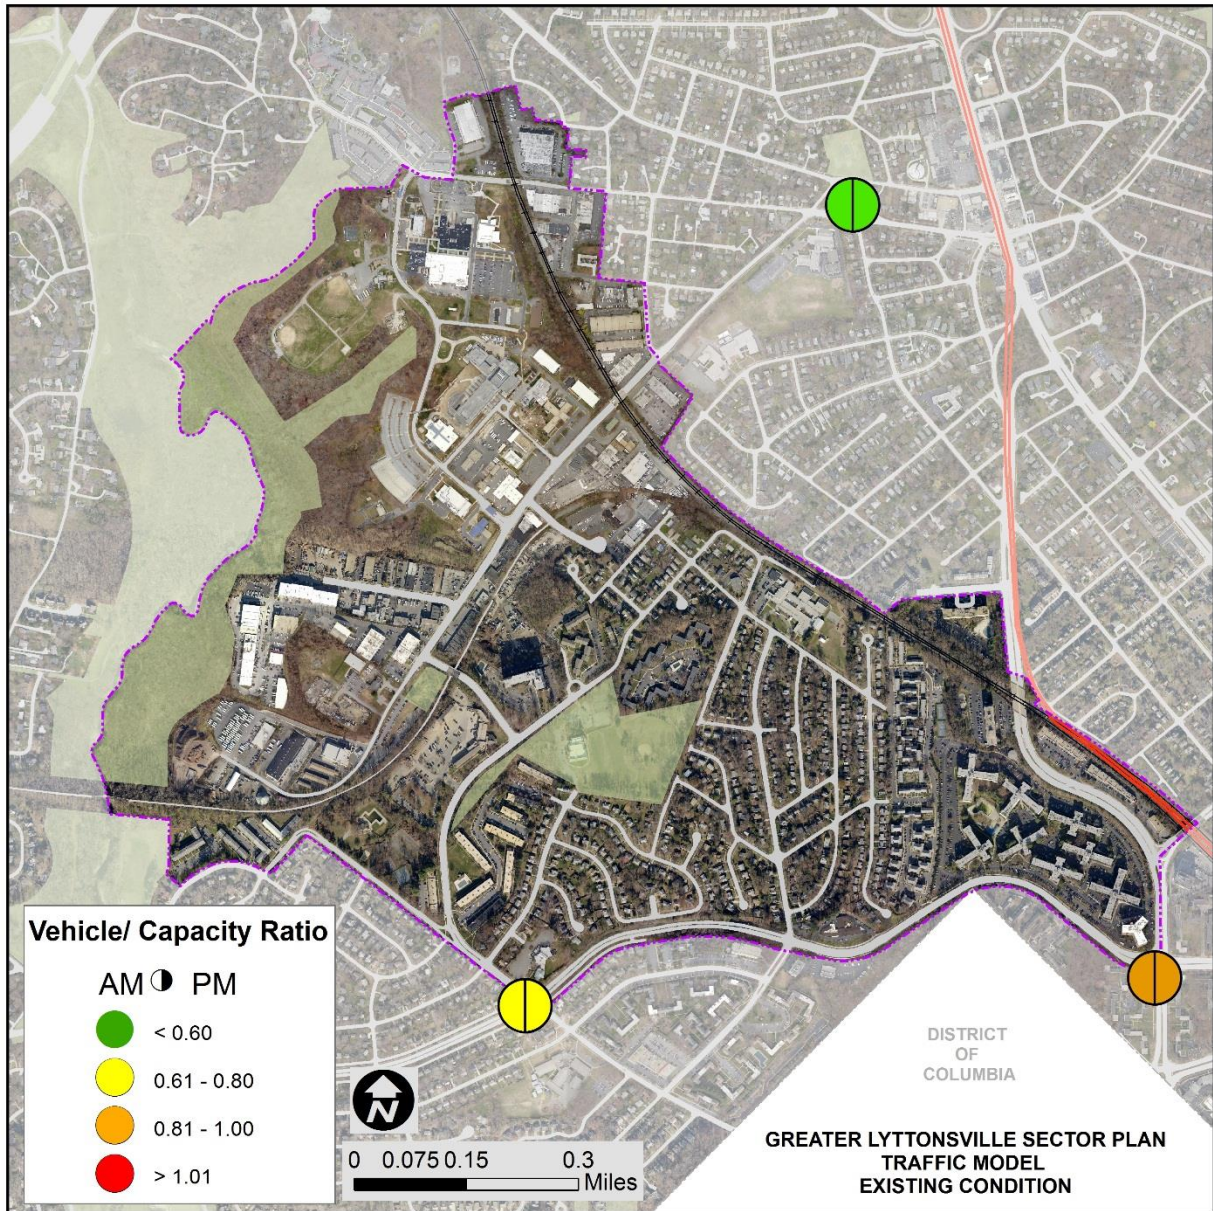 Vehicle/ Capacity Ratio
AM PM
< 0.60
0.61 - 0.80
0.81 - 1.00
> 1.01
N
0 0.075 0.15 0.3
Miles
DISTRICT
OF
COLUMBIA
GREATER LYTTONSVILLE SECTOR PLAN
TRAFFIC MODEL
EXISTING CONDITION